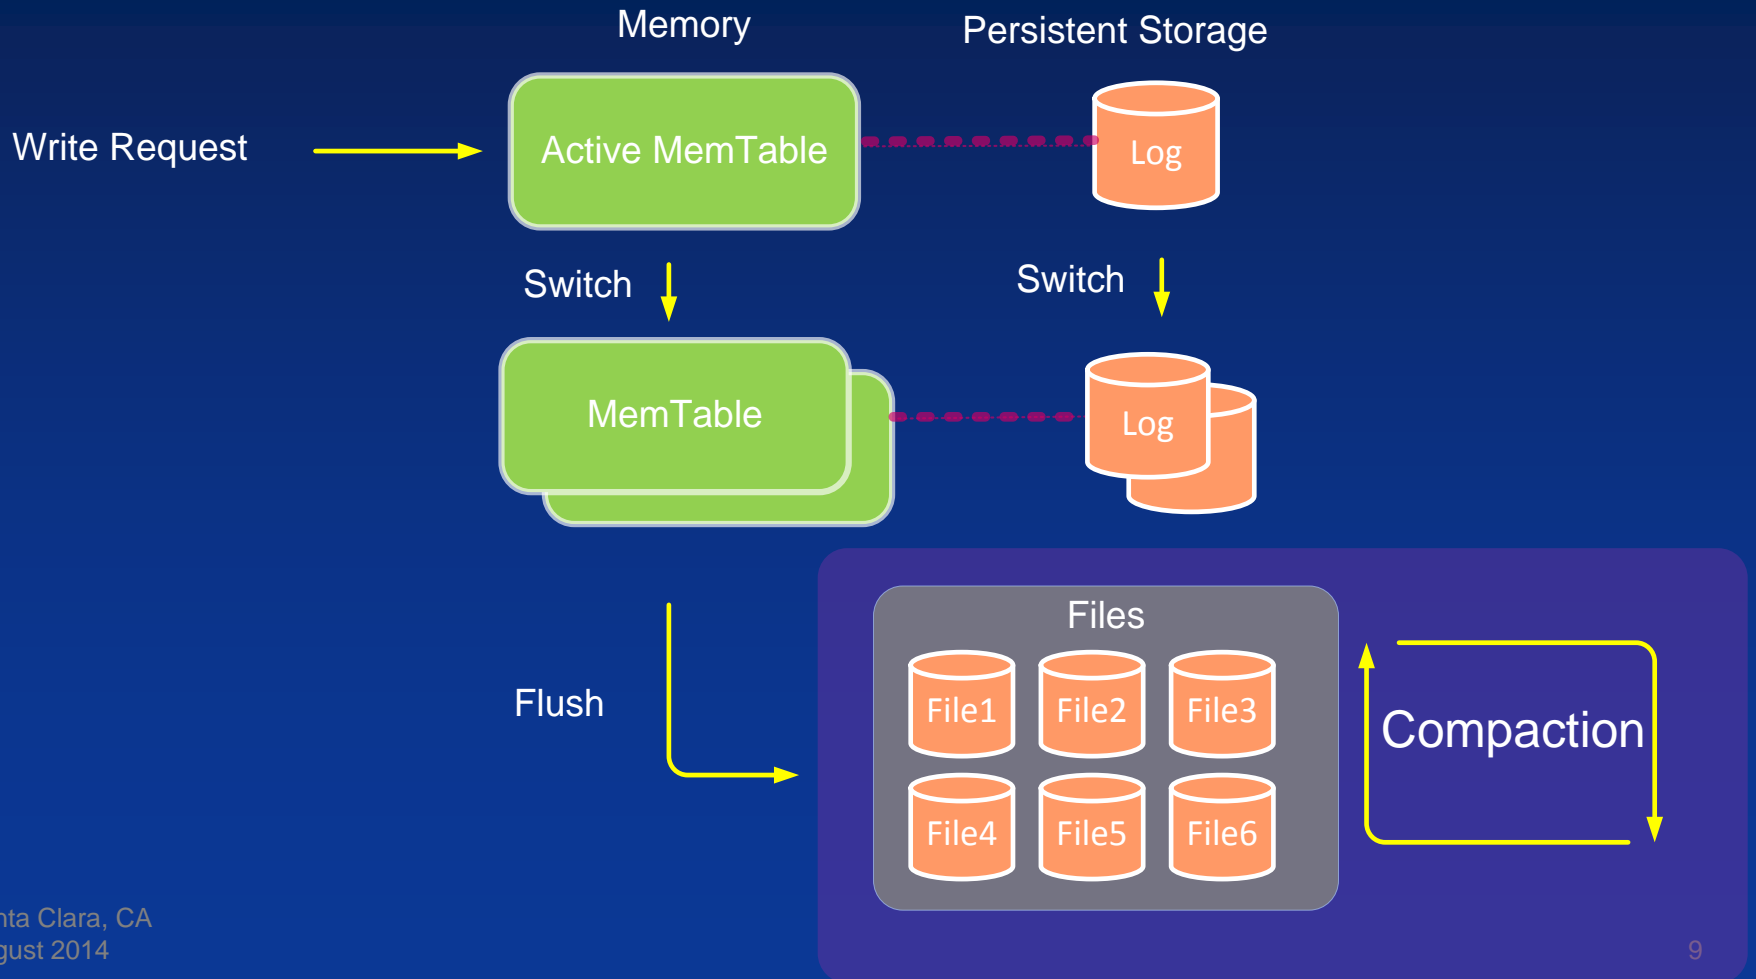 Memory
Persistent Storage
Write Request
Active MemTable
Log
Switch
Switch
MemTable
Log
Files
File1 File2 File3
Flush
Compaction
File4 File5 File6
nta Clara, CA
gust 2014
9